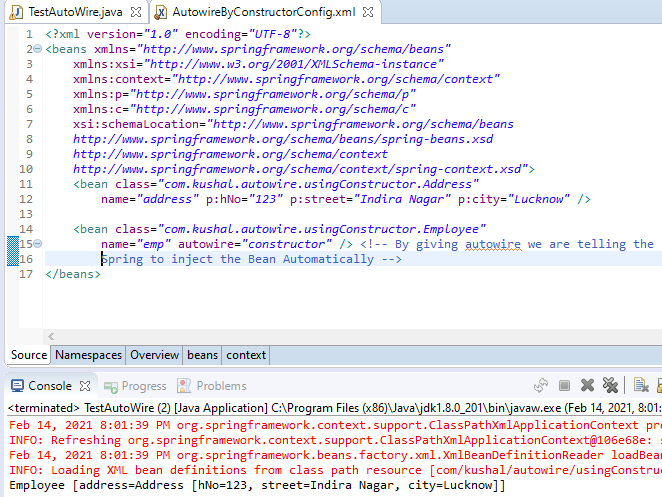 TestAutoWire.java AutowireByConstructorConfig.xml
1 <?xml version="1.0" encoding="UTF-8"?>
2 <beans xmlns="http://www.springframework.org/schema/beans"
3 xmlns:xsi="http://www.w3.org/2001/XMLSchema-instance"
4 xmlns:context="http://www.springframework.org/schema/context"
5 xmlns:p="http://www.springframework.org/schema/p"
6 xmlns:c="http://www.springframework.org/schema/c"
7 xsi:schemaLocation="http://www.springframework.org/schema/beans
8 http://www.springframework.org/schema/beans/spring-beans.xsd
9 http://www.springframework.org/schema/context
10 http://www.springframework.org/schema/context/spring-context.xsd">
11 <bean class="com.kushal.autowire.usingConstructor.Address"
12 name="address" p:hNo="123" p:street="Indira Nagar" p:city="Lucknow" />
13
14 <bean class="com.kushal.autowire.usingConstructor.Employee"
15 name="emp" autowire="constructor" /> <!-- By giving autowire we are telling the
16 Spring to inject the Bean Automatically -->
17 </beans>
Source Namespaces Overview beans context
Console Progress Problems
<terminated> TestAutoWire (2) [Java Application] C:\Program Files (x86)\Java\jdk1.8.0_201\bin\javaw.exe (Feb 14, 2021, 8:01:
Feb 14, 2021 8:01:39 PM org.springframework.context.support.ClassPathXmlApplicationContext pre
INFO: Refreshing org.springframework.context.support.ClassPathXmlApplicationContext@106e68e: s
Feb 14, 2021 8:01:39 PM org.springframework.beans.factory.xml.XmlBeanDefinitionReader loadBean
INFO: Loading XML bean definitions from class path resource [com/kushal/autowire/usingConstruc
Employee [address=Address [hNo=123, street=Indira Nagar, city=Lucknow]]